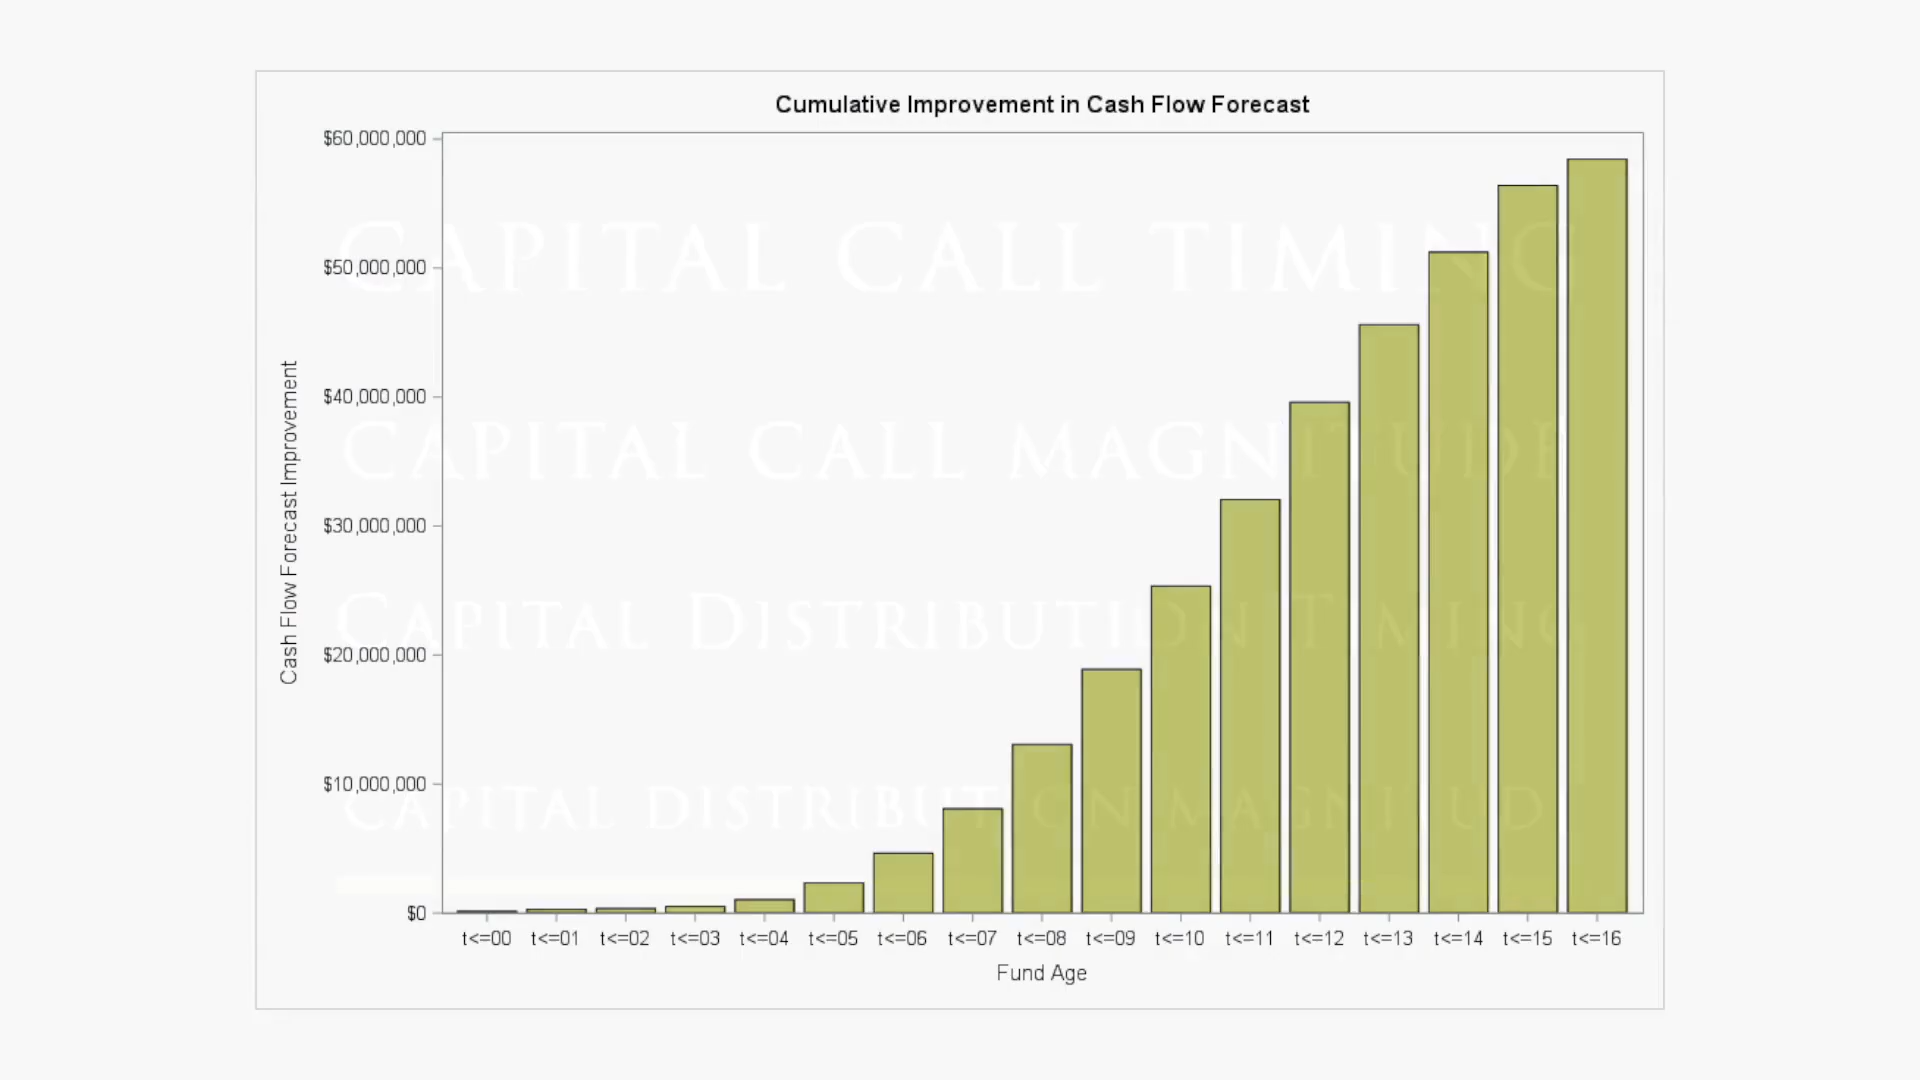 Cumulative Improvement in Cash Flow Forecast
$60,000,000
CAPITAL CALL TIMING
$50,000,000
$40,000,000
CAPITAL CALL MAGNITUDE
$30,000,000
Cash Flow Forecast Improvement
CAPITAL DISTRIBUTION TIMING
$20,000,000
$10,000,000
CAPITAL DISTRIBUTION MAGNITUD
$0
t<=00 t<=01 t<=02 t<=03 t<=04 t<=05 t<=06 t<=07 t<=08 t<=09 t<=10 t<=11 t<=12 t<=13 t<=14 t<=15 t<=16
Fund Age